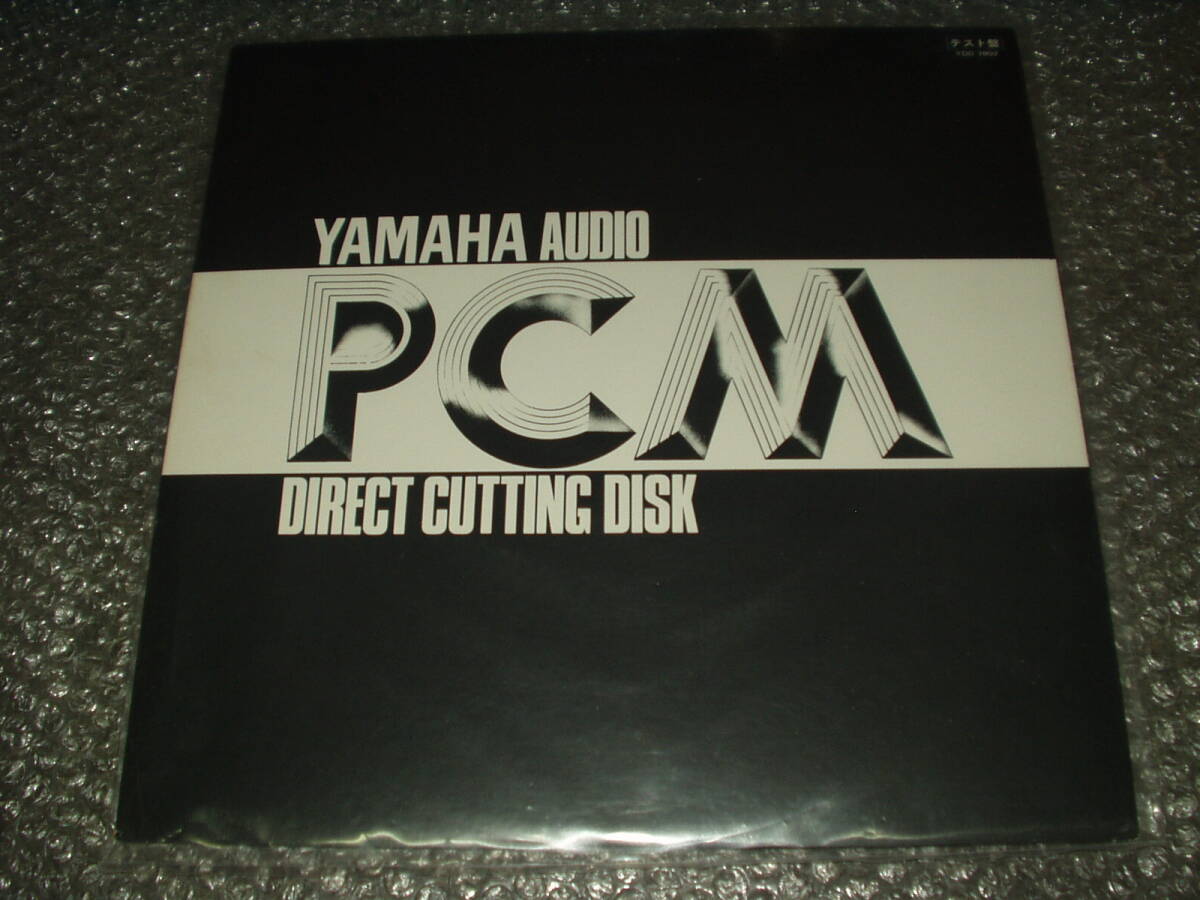 テスト盤
YAMAHA AUDIO
PCM
DIRECT CUTTING DISK